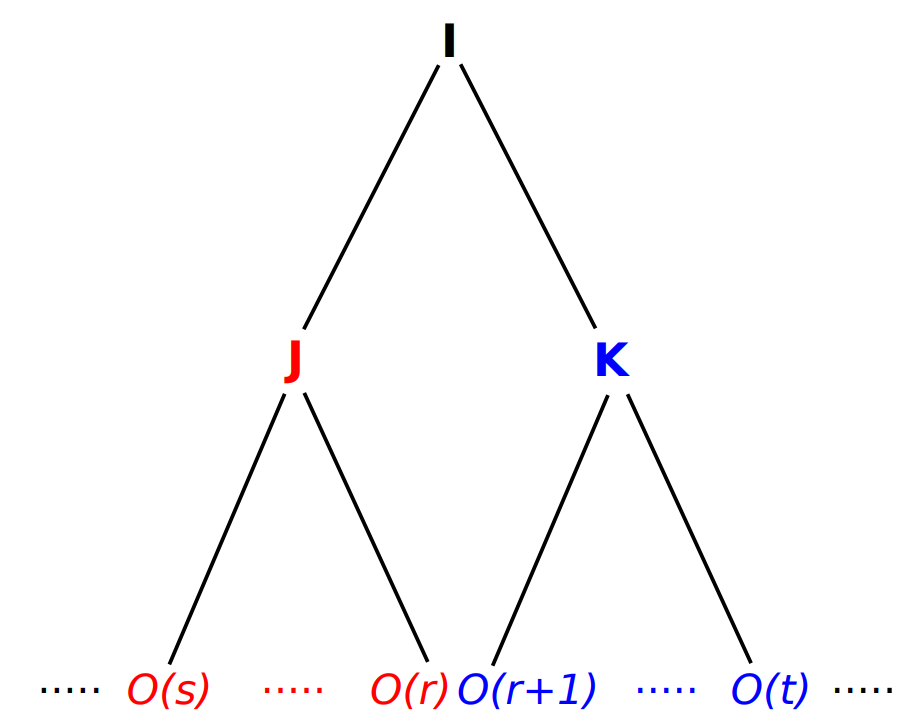 I
J K
..... O(s) ..... O(r) O(r+1) ..... O(t) .....